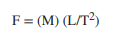 F = (M) (L/T²)